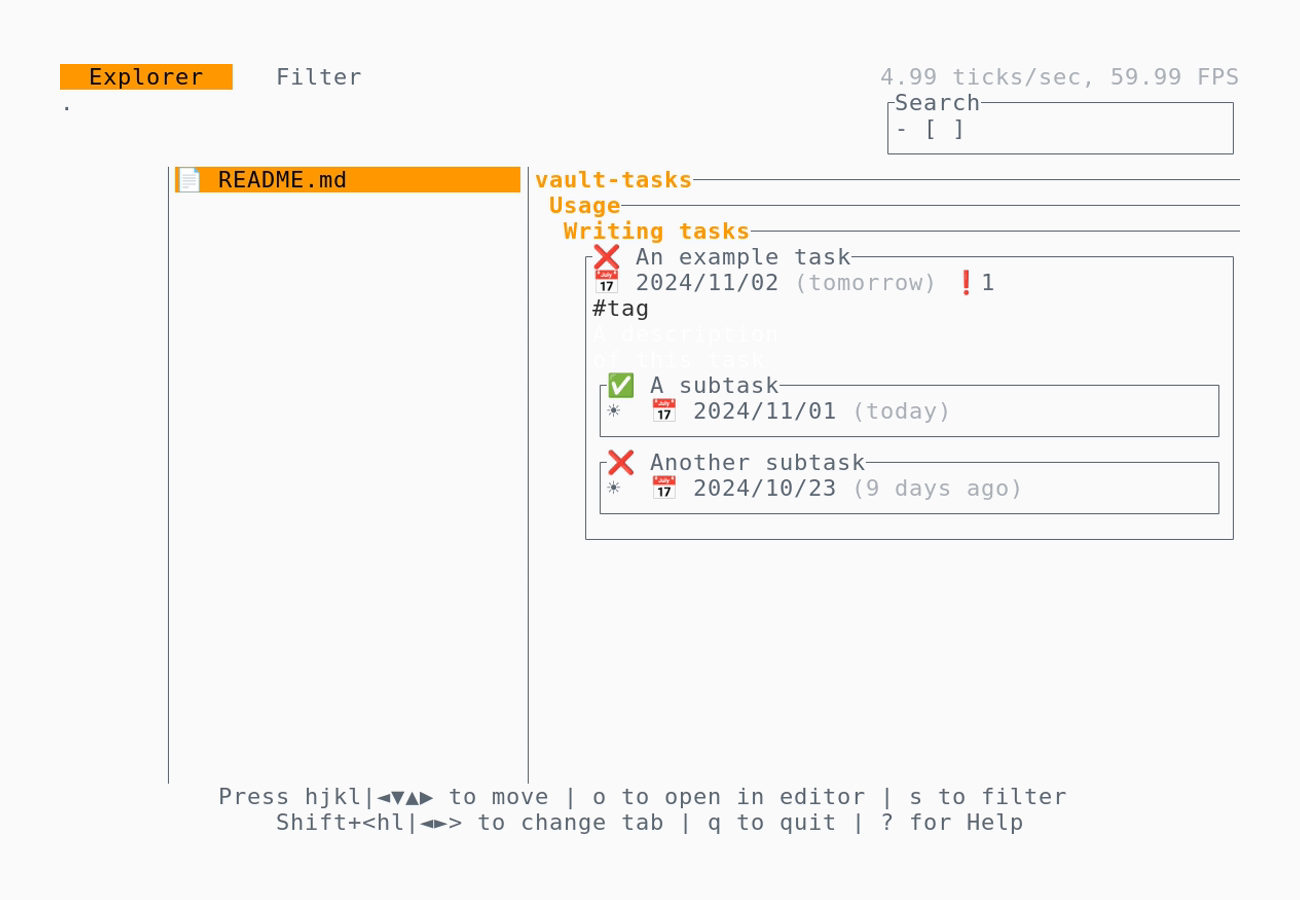 Explorer Filter 4.99 ticks/sec, 59.99 FPS
.
Search
- [ ]
📄 README.md
vault-tasks
Usage
Writing tasks
❌ An example task
📅 2024/11/02 (tomorrow) ❗1
#tag
A description
of this task
✅ A subtask
☀ 📅 2024/11/01 (today)
❌ Another subtask
☀ 📅 2024/10/23 (9 days ago)
Press hjkl|◄▼▲▶ to move | o to open in editor | s to filter
Shift+<hl|◄►> to change tab | q to quit | ? for Help